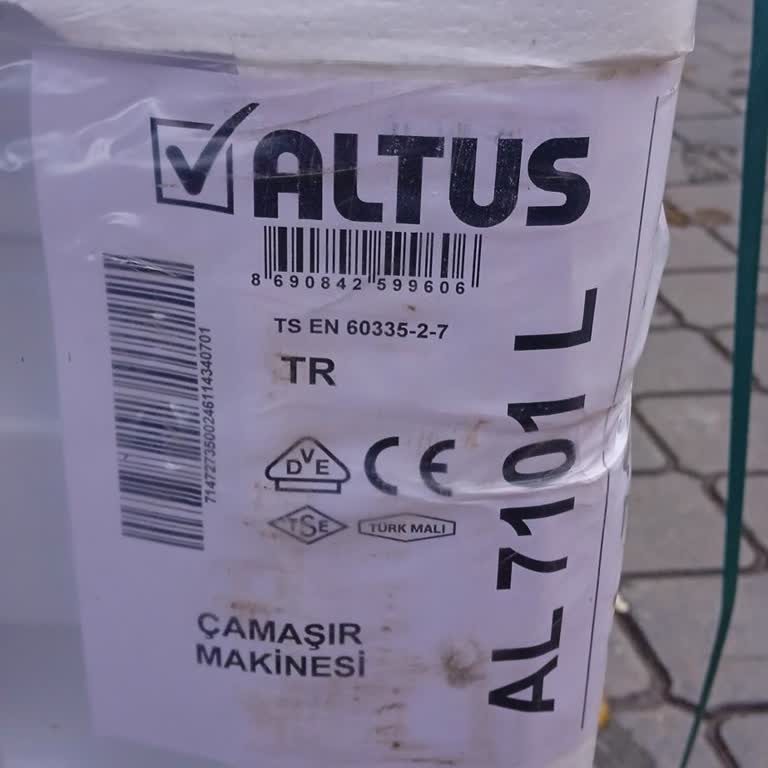 ALTUS
8 690842 599606
TS EN 60335-2-7
TR
7147273500246114340701
DVE
CE
TSE
TÜRK MALI
ÇAMAŞIR
MAKİNESİ
AL 7101 L